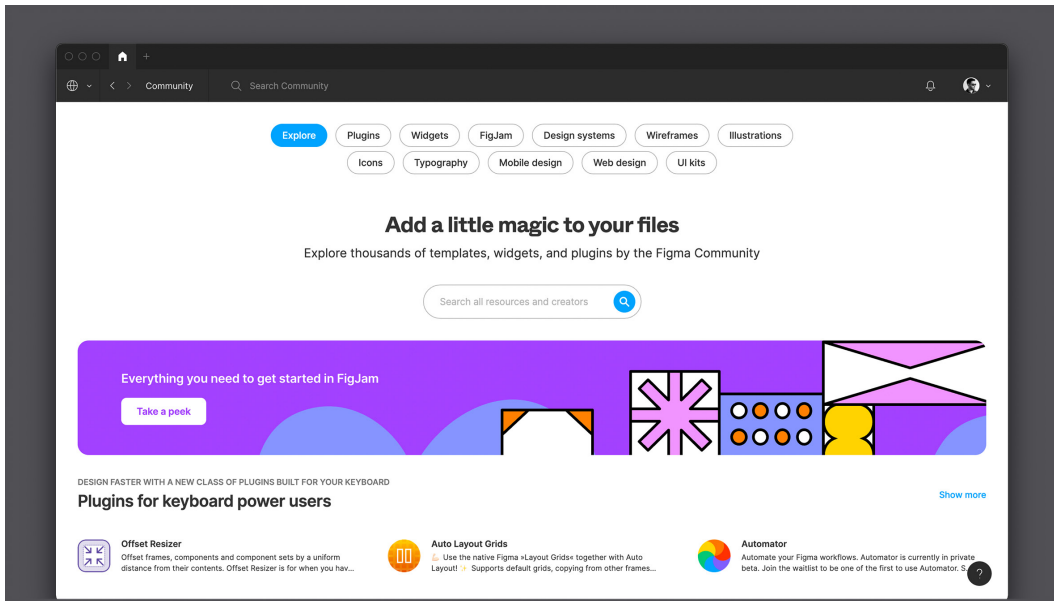 Community
Search Community
Explore
Plugins
Widgets
FigJam
Design systems
Wireframes
Illustrations
Icons
Typography
Mobile design
Web design
UI kits
Add a little magic to your files
Explore thousands of templates, widgets, and plugins by the Figma Community
Search all resources and creators
Everything you need to get started in FigJam
Take a peek
DESIGN FASTER WITH A NEW CLASS OF PLUGINS BUILT FOR YOUR KEYBOARD
Plugins for keyboard power users
Show more
Offset Resizer
Offset frames, components and component sets by a uniform
distance from their contents. Offset Resizer is for when you hav...
Auto Layout Grids
💪 Use the native Figma »Layout Grids« together with Auto
Layout! ✨ Supports default grids, copying from other frames...
Automator
Automate your Figma workflows. Automator is currently in private
beta. Join the waitlist to be one of the first to use Automator. S...
?